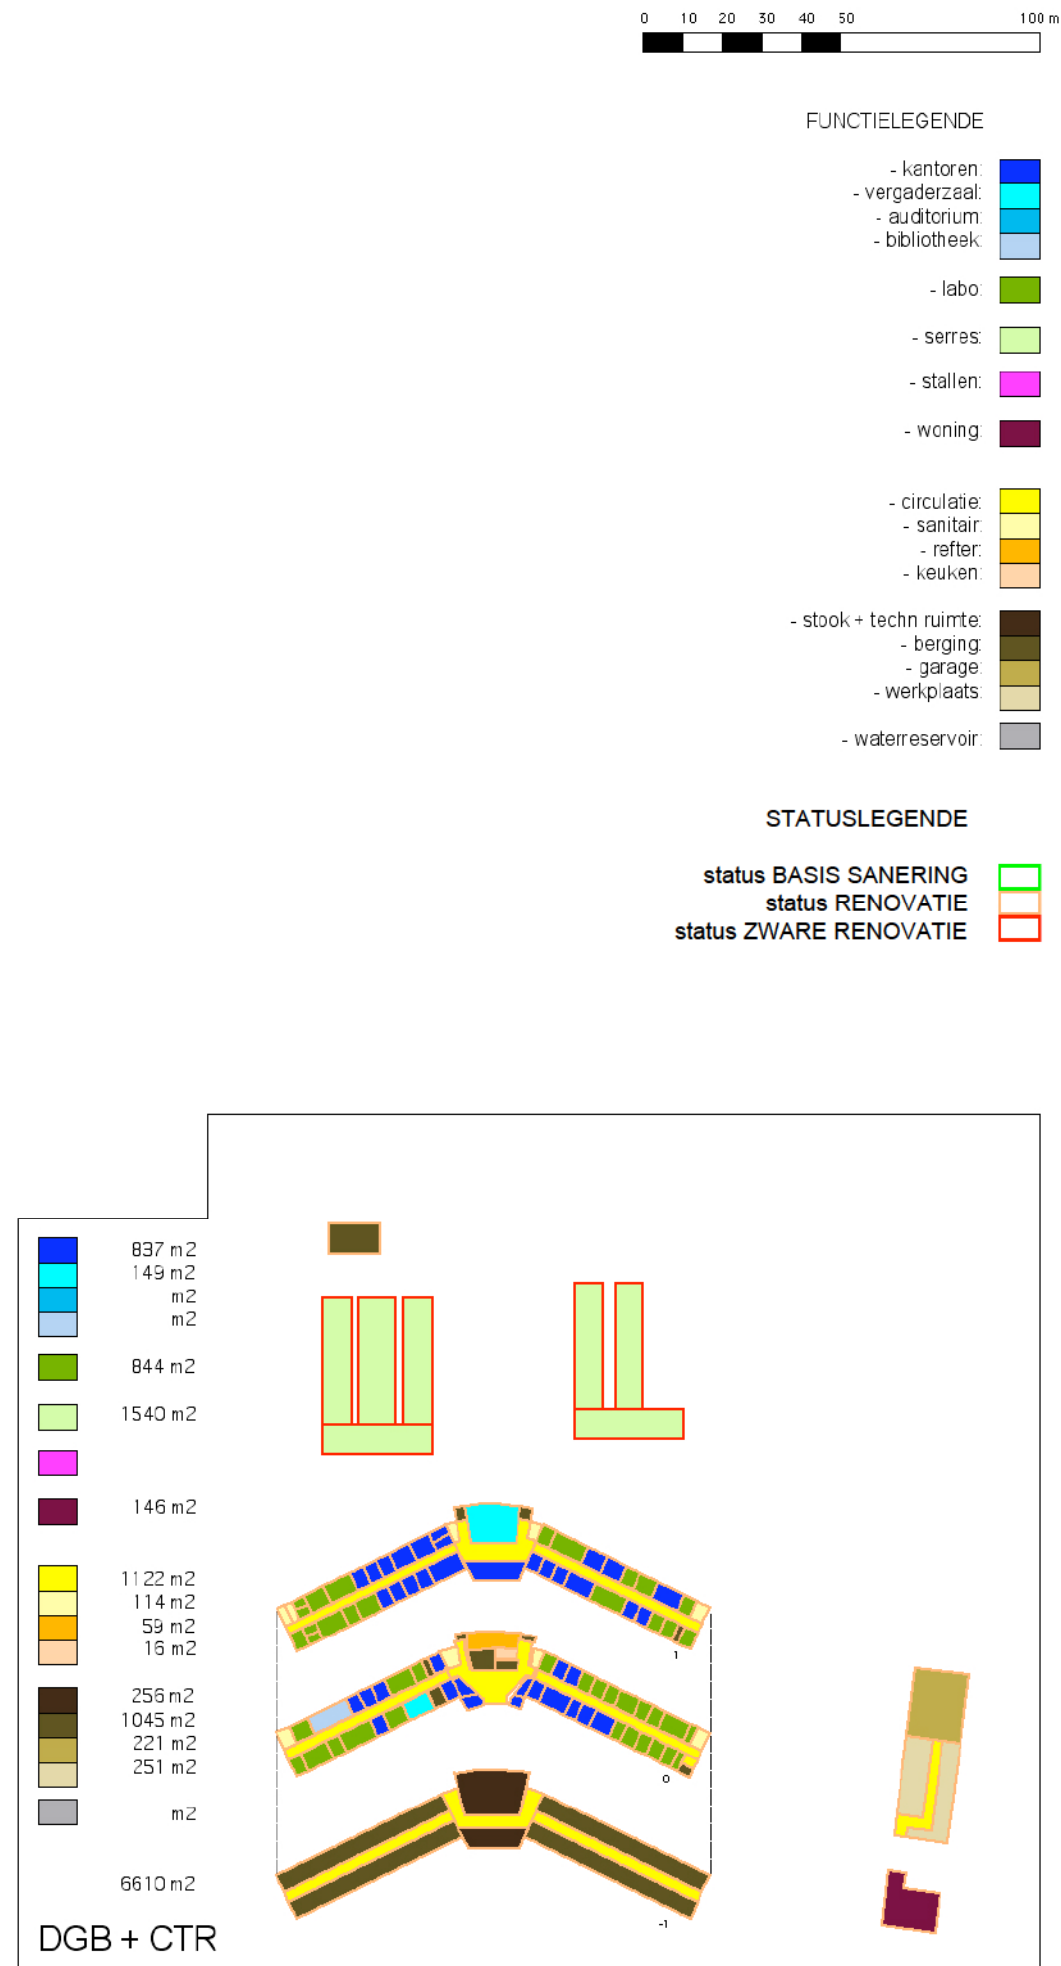 0 10 20 30 40 50 100 m
FUNCTIELEGENDE
- kantoren:
- vergaderzaal:
- auditorium:
- bibliotheek:
- labo:
- serres:
- stallen:
- woning:
- circulatie:
- sanitair:
- refter:
- keuken:
- stook + techn ruimte:
- berging:
- garage:
- werkplaats:
- waterreservoir:
STATUSLEGENDE
status BASIS SANERING
status RENOVATIE
status ZWARE RENOVATIE
837 m2
149 m2
m2
m2
844 m2
1540 m2
146 m2
1122 m2
114 m2
59 m2
16 m2
256 m2
1045 m2
221 m2
251 m2
m2
6610 m2
DGB + CTR
1
0
-1